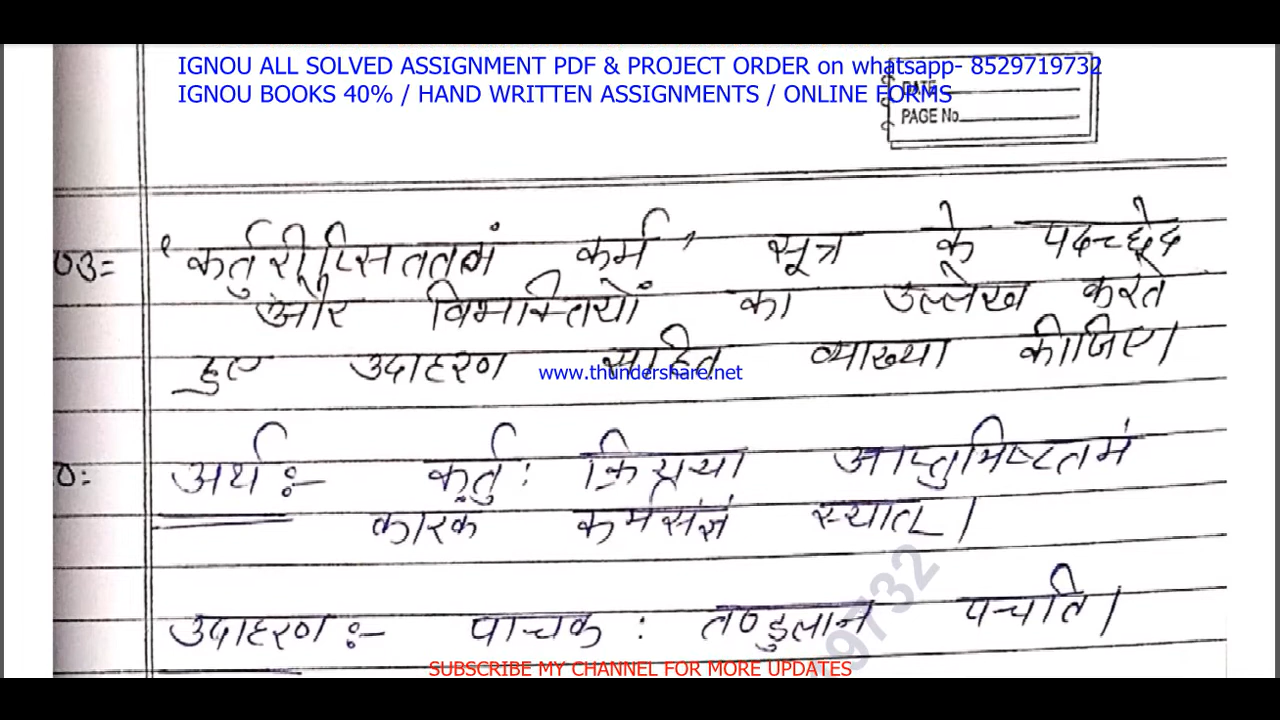 IGNOU ALL SOLVED ASSIGNMENT PDF & PROJECT ORDER on whatsapp- 8529719732
IGNOU BOOKS 40% / HAND WRITTEN ASSIGNMENTS / ONLINE FORMS
DATE
PAGE No.
कर्म ” सूत्र के पदच्छेद
और विभक्तियों का उल्लेख करते
हुए उदाहरण सहित व्याख्या कीजिए।
www.thundershare.net
अर्थ :- कर्तु : क्रियया आप्तुमिष्टतमं
कारकं कर्मसंज्ञं स्यात् ।
उदाहरण :- पाचक : तण्डुलान पचति ।
9732
SUBSCRIBE MY CHANNEL FOR MORE UPDATES